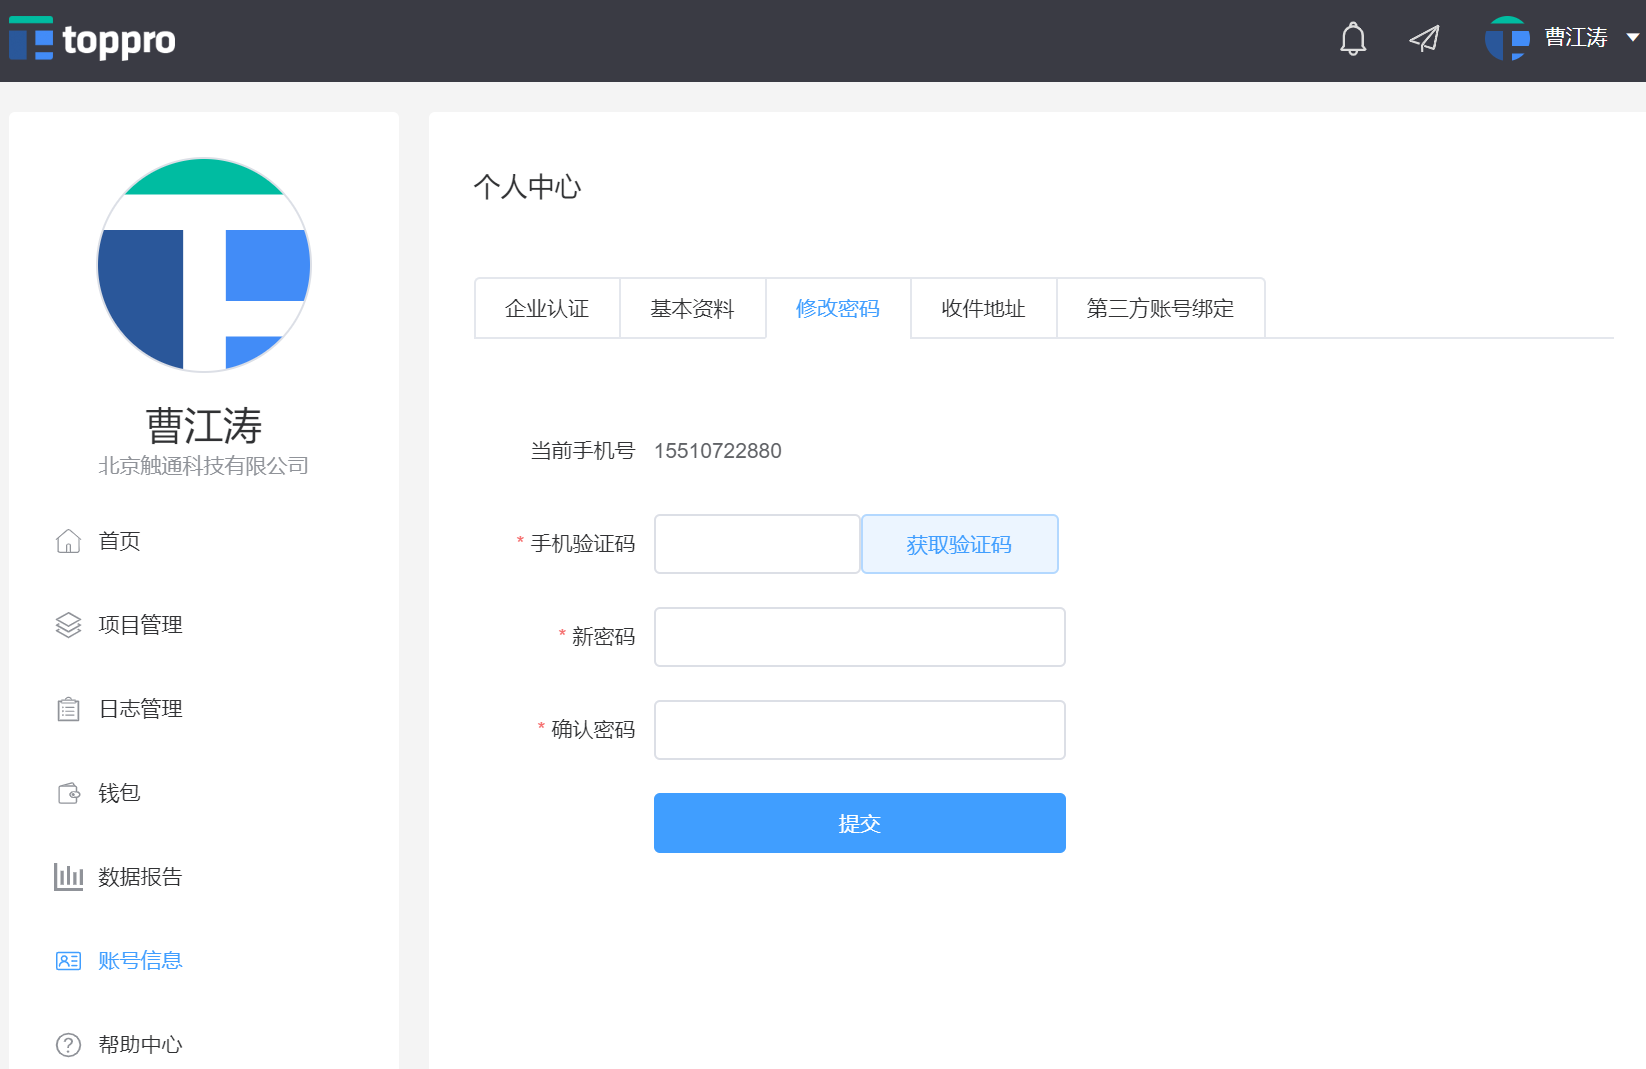 toppro
曹江涛
曹江涛
北京触通科技有限公司
首页
项目管理
日志管理
钱包
数据报告
账号信息
帮助中心
个人中心
企业认证 基本资料 修改密码 收件地址 第三方账号绑定
当前手机号 15510722880
* 手机验证码 获取验证码
* 新密码
* 确认密码
提交